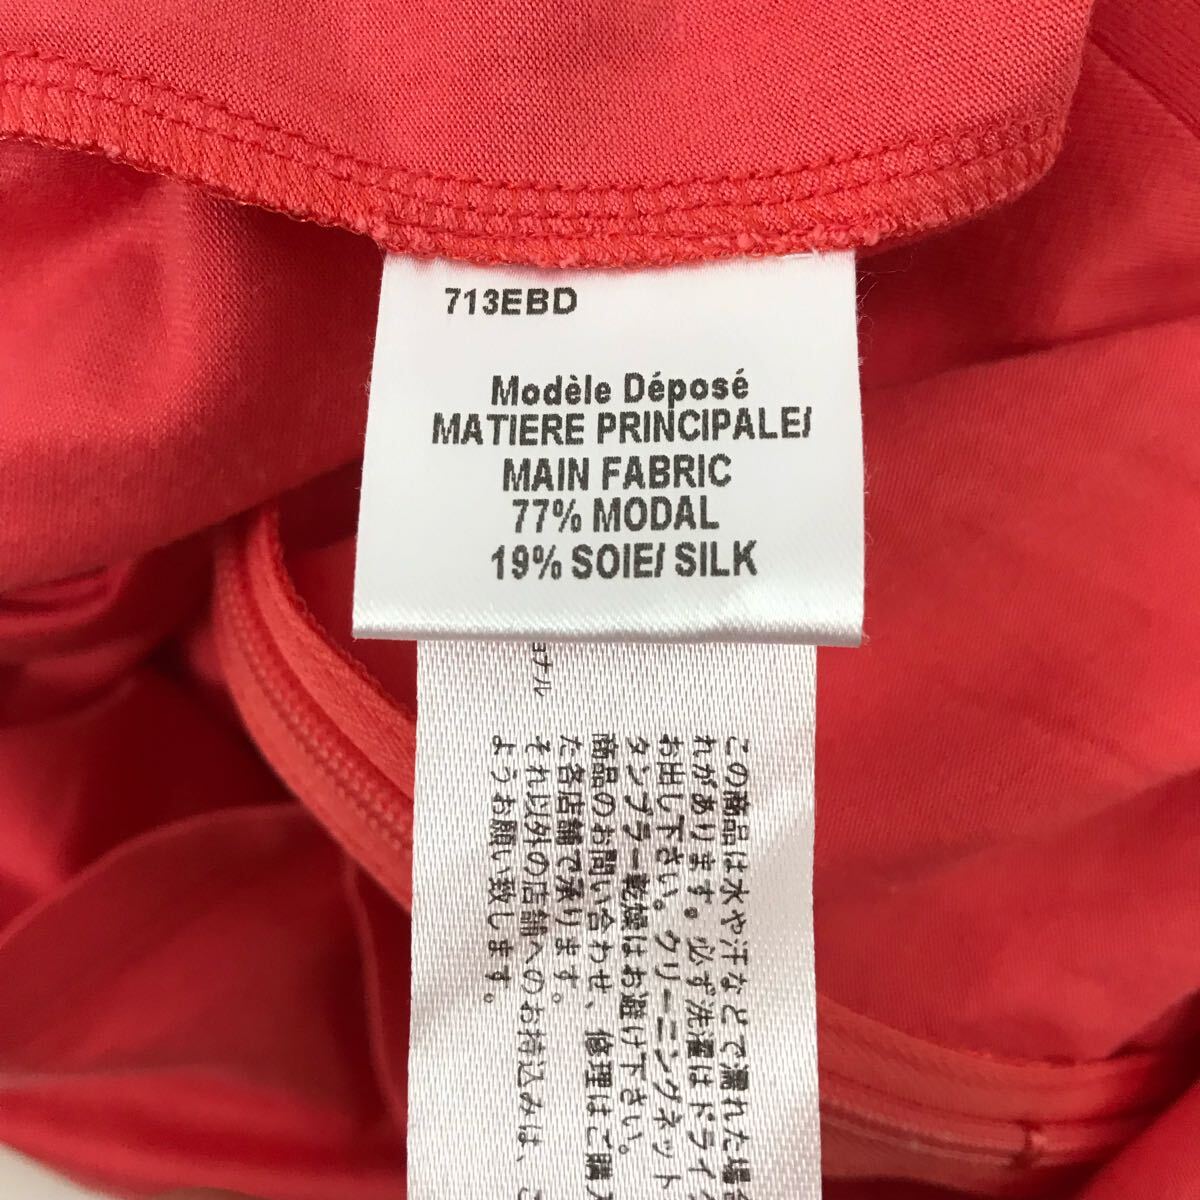 713EBD
Modèle Déposé
MATIERE PRINCIPALE/
MAIN FABRIC
77% MODAL
19% SOIE/ SILK
この商品は水や汗などで濡れた場合
れがあります。必ず洗濯はドライク
お出し下さい。クリーニングネット
タンブラー乾燥はお避け下さい。
商品のお問い合わせ、修理はご購入
た各店舗で承ります。
それ以外の店舗へのお持込みは、ご
ようお願い致します。
ョナル